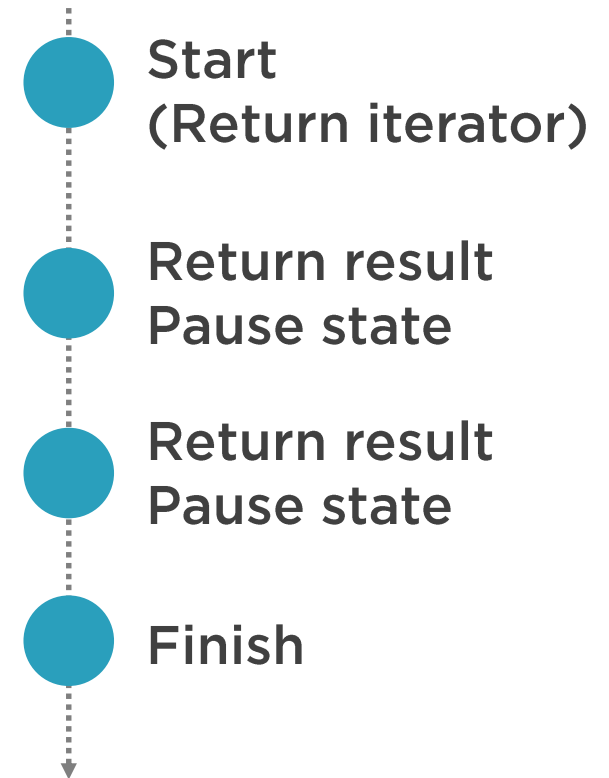 Start
(Return iterator)
Return result
Pause state
Return result
Pause state
Finish